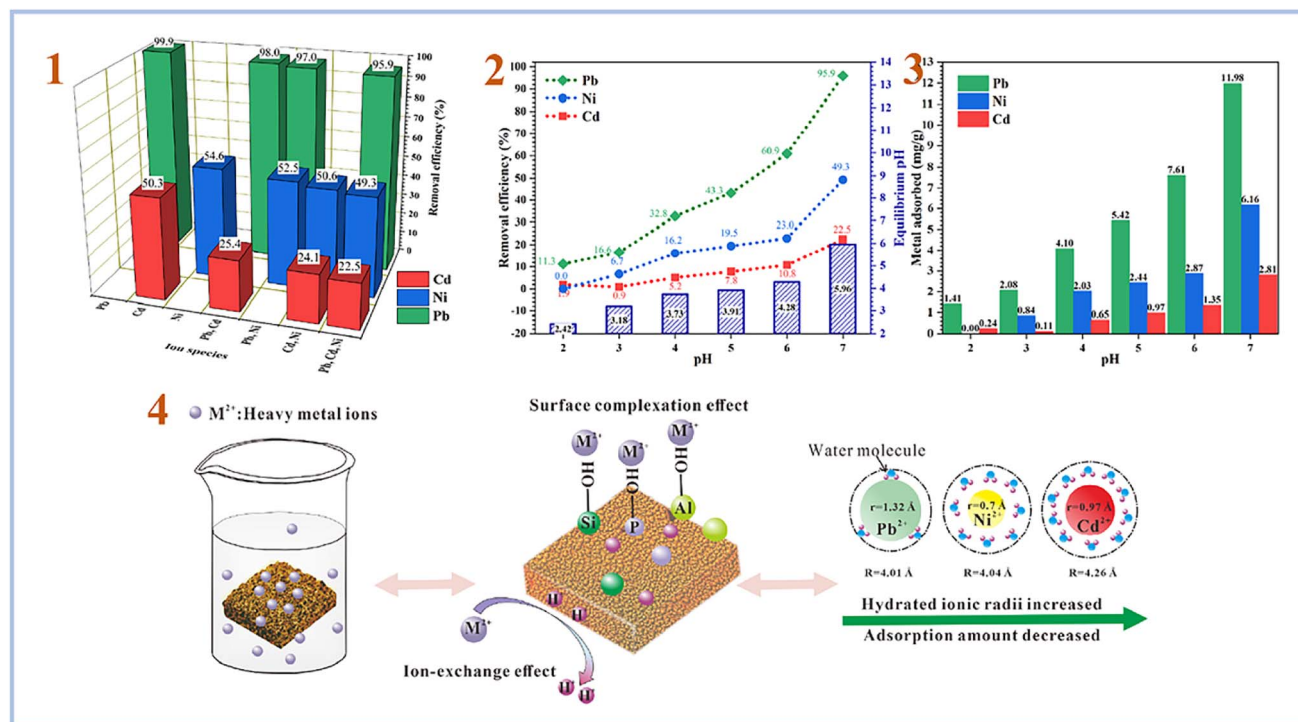 1
99.9
98.0
97.0
95.9
54.6
52.5
50.6
49.3
50.3
25.4
24.1
22.5
100
90
80
70
60
50
40
30
20
10
0
Removal efficiency (%)
Pb
Cd
Ni
Pb, Cd
Pb, Ni
Cd,Ni
Pb,Cd,Ni
Ion species
Cd
Ni
Pb
2
Removal efficiency (%)
100
90
80
70
60
50
40
30
20
10
0
-10
-20
Pb
Ni
Cd
11.3
16.6
32.8
43.3
60.9
95.9
0.0
6.7
16.2
19.5
23.0
49.3
1.9
0.9
5.2
7.8
10.8
22.5
2.42
3.18
3.73
3.91
4.28
5.96
2 3 4 5 6 7
pH
14
13
12
11
10
9
8
7
6
5
4
3
2
Equilibrium pH
3
Metal adsorbed (mg/g)
13
12
11
10
9
8
7
6
5
4
3
2
1
0
Pb
Ni
Cd
1.41 0.00 0.24
2.08 0.84 0.11
4.10 2.03 0.65
5.42 2.44 0.97
7.61 2.87 1.35
11.98 6.16 2.81
2 3 4 5 6 7
pH
4
M²⁺:Heavy metal ions
Surface complexation effect
M²⁺
M²⁺
M²⁺
OH
OH
OH
Si
P
Al
H
H
M²⁺
Ion-exchange effect
H
H
Water molecule
r=1.32 Å
Pb²⁺
r=0.7 Å
Ni²⁺
r=0.97 Å
Cd²⁺
R=4.01 Å
R=4.04 Å
R=4.26 Å
Hydrated ionic radii increased
Adsorption amount decreased